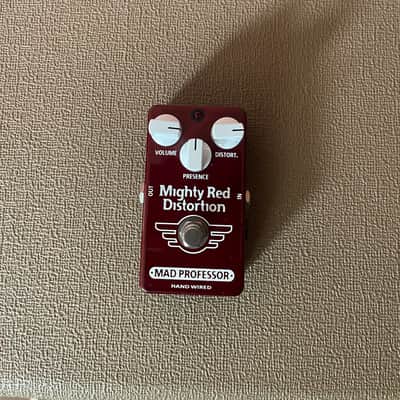 VOLUME DISTORT.
PRESENCE
OUT IN
Mighty Red
Distortion
MAD PROFESSOR
HAND WIRED